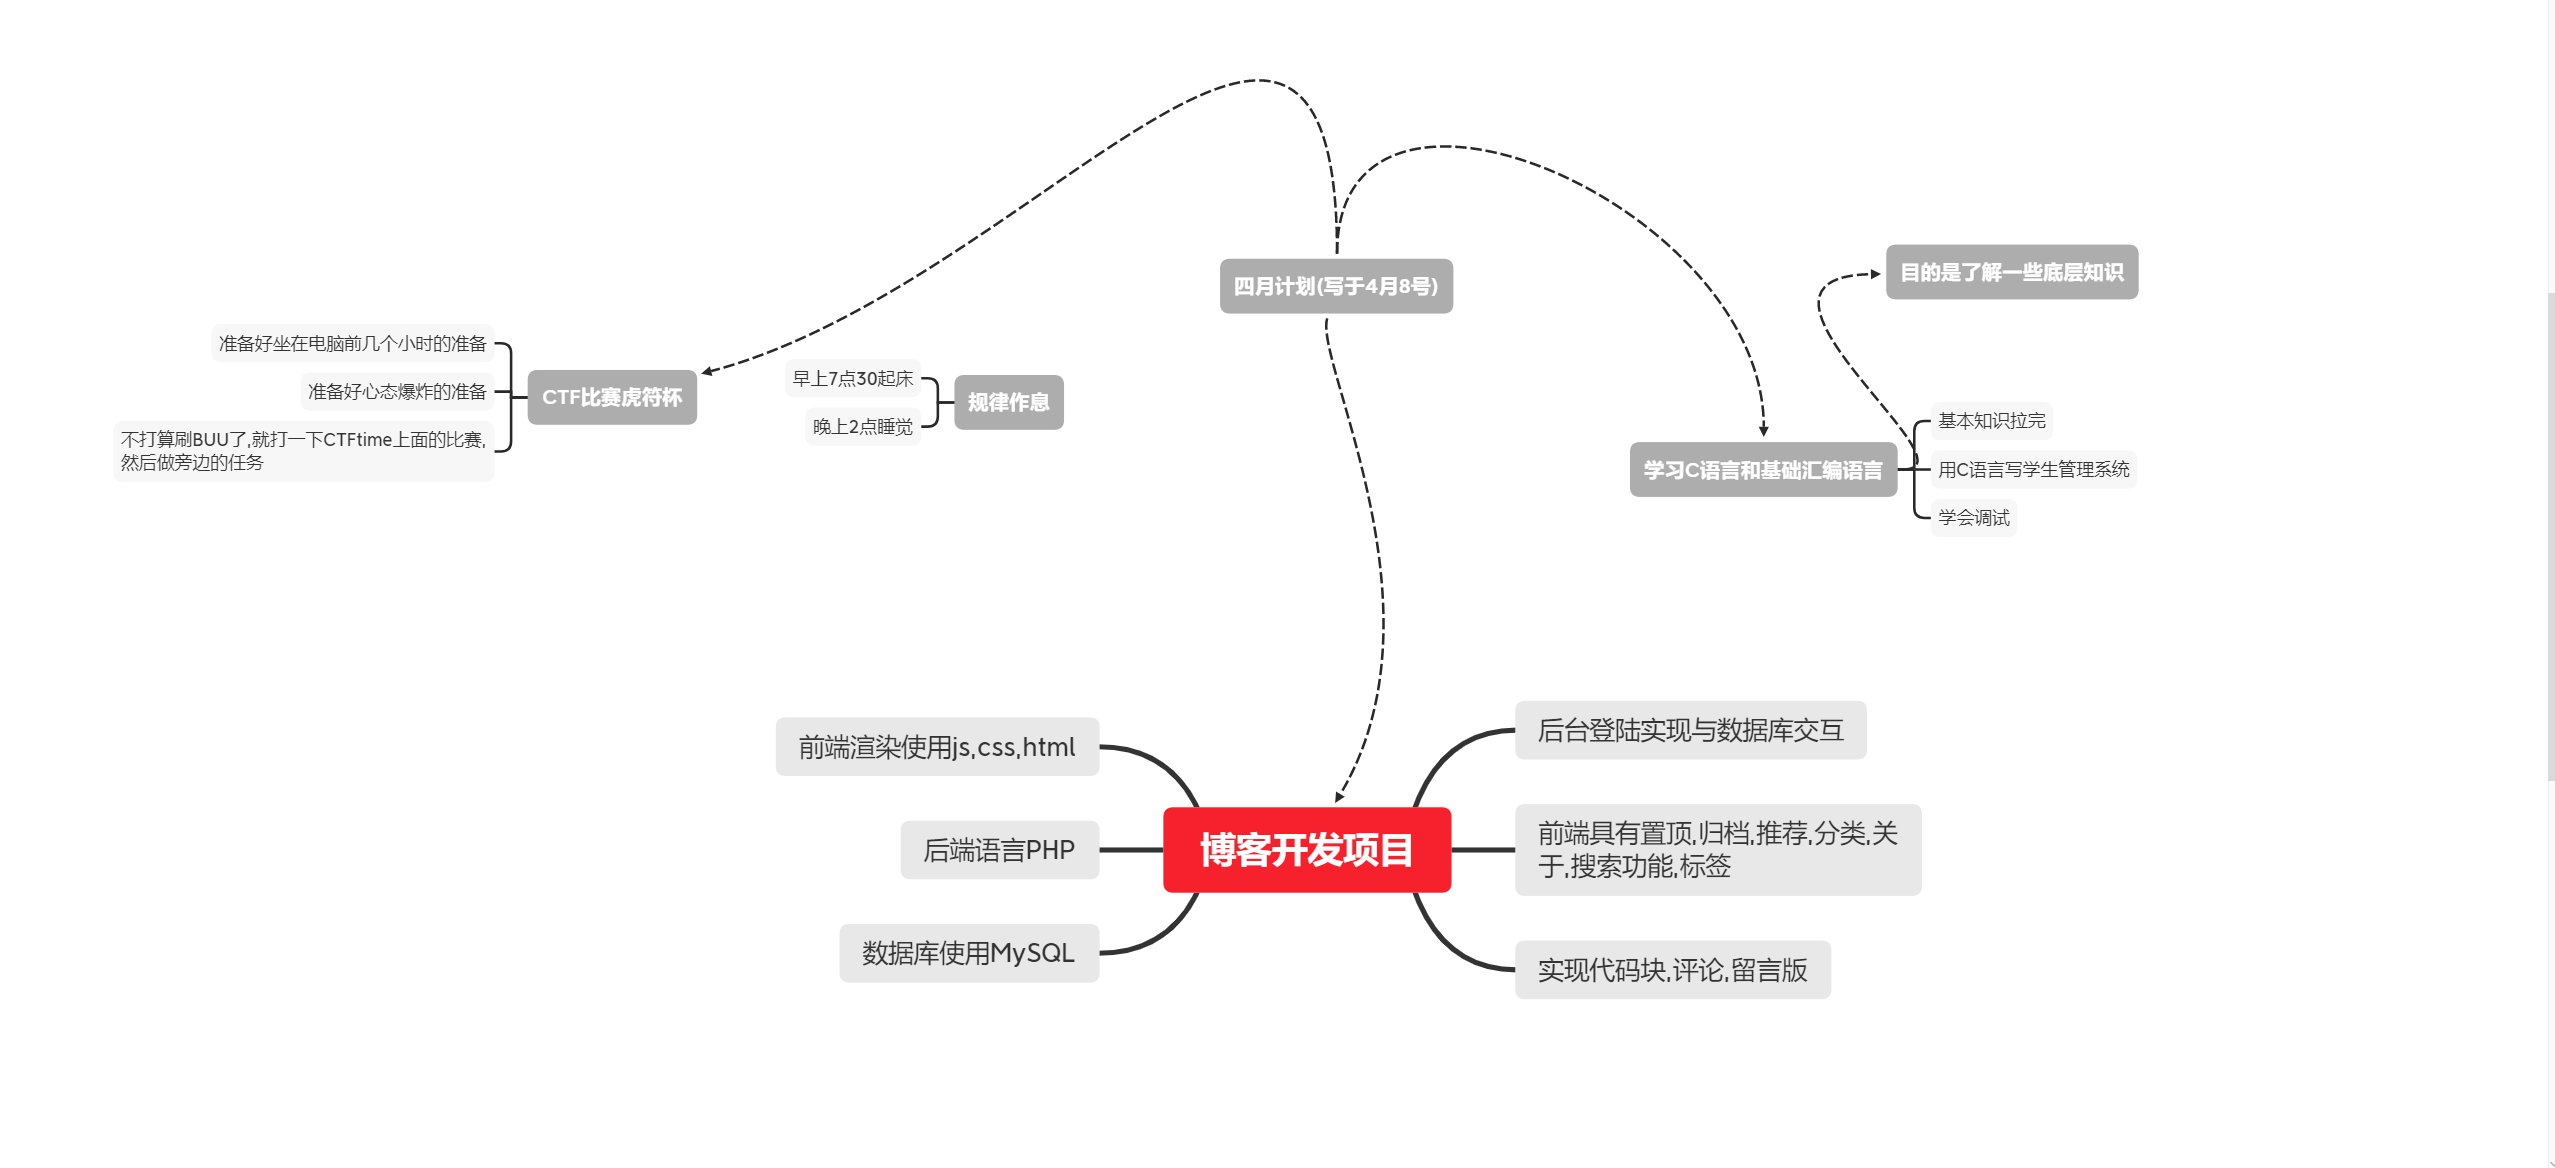 四月计划(写于4月8号)
目的是了解一些底层知识
准备好坐在电脑前几个小时的准备
准备好心态爆炸的准备
不打算刷BUU了,就打一下CTFtime上面的比赛,
然后做旁边的任务
CTF比赛虎符杯
早上7点30起床
晚上2点睡觉
规律作息
学习C语言和基础汇编语言
基本知识拉完
用C语言写学生管理系统
学会调试
前端渲染使用js,css,html
后端语言PHP
数据库使用MySQL
博客开发项目
后台登陆实现与数据库交互
前端具有置顶,归档,推荐,分类,关
于,搜索功能,标签
实现代码块,评论,留言版